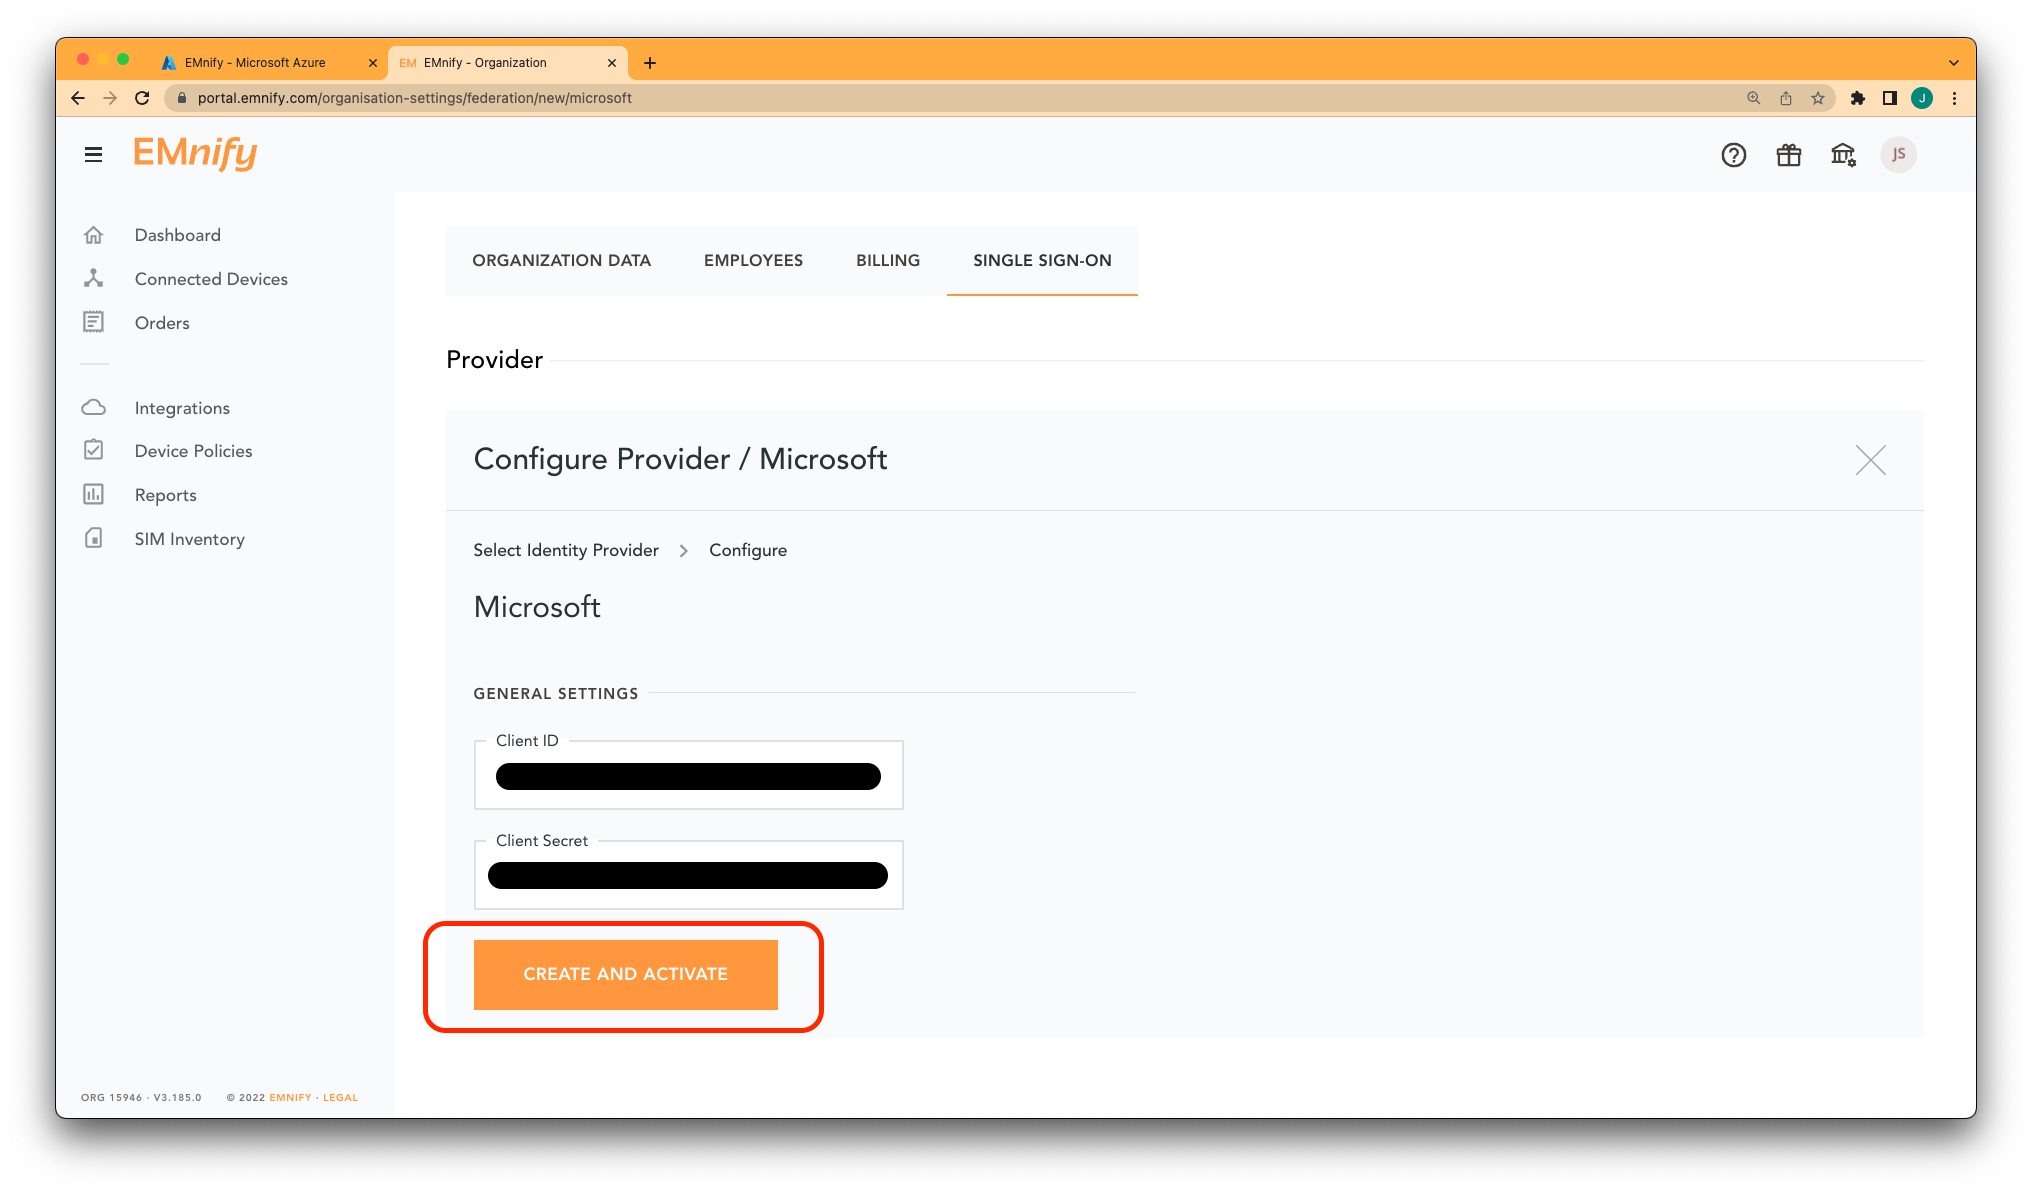 EMnify - Microsoft Azure
EM EMnify - Organization
portal.emnify.com/organisation-settings/federation/new/microsoft
J
EMnify
JS
Dashboard
Connected Devices
Orders
Integrations
Device Policies
Reports
SIM Inventory
ORGANIZATION DATA EMPLOYEES BILLING SINGLE SIGN-ON
Provider
Configure Provider / Microsoft
Select Identity Provider > Configure
Microsoft
GENERAL SETTINGS
Client ID
Client Secret
CREATE AND ACTIVATE
ORG 15946 · V3.185.0 © 2022 EMNIFY · LEGAL